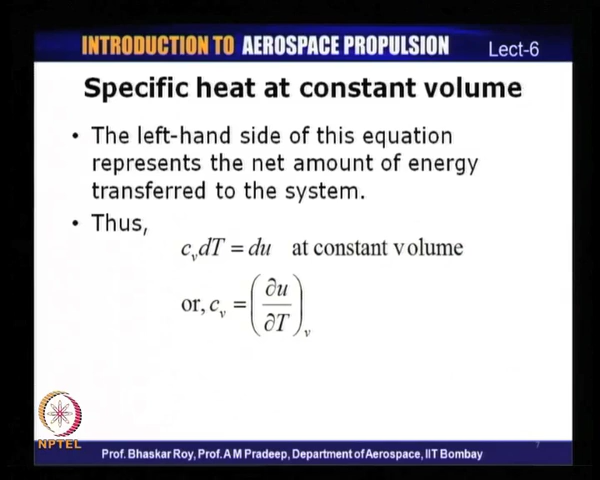 INTRODUCTION TO AEROSPACE PROPULSION Lect-6
Specific heat at constant volume
• The left-hand side of this equation
represents the net amount of energy
transferred to the system.
• Thus,
c_v dT = du at constant volume
or, c_v = (∂u/∂T)_v
NPTEL
Prof. Bhaskar Roy, Prof. A M Pradeep, Department of Aerospace, IIT Bombay
7